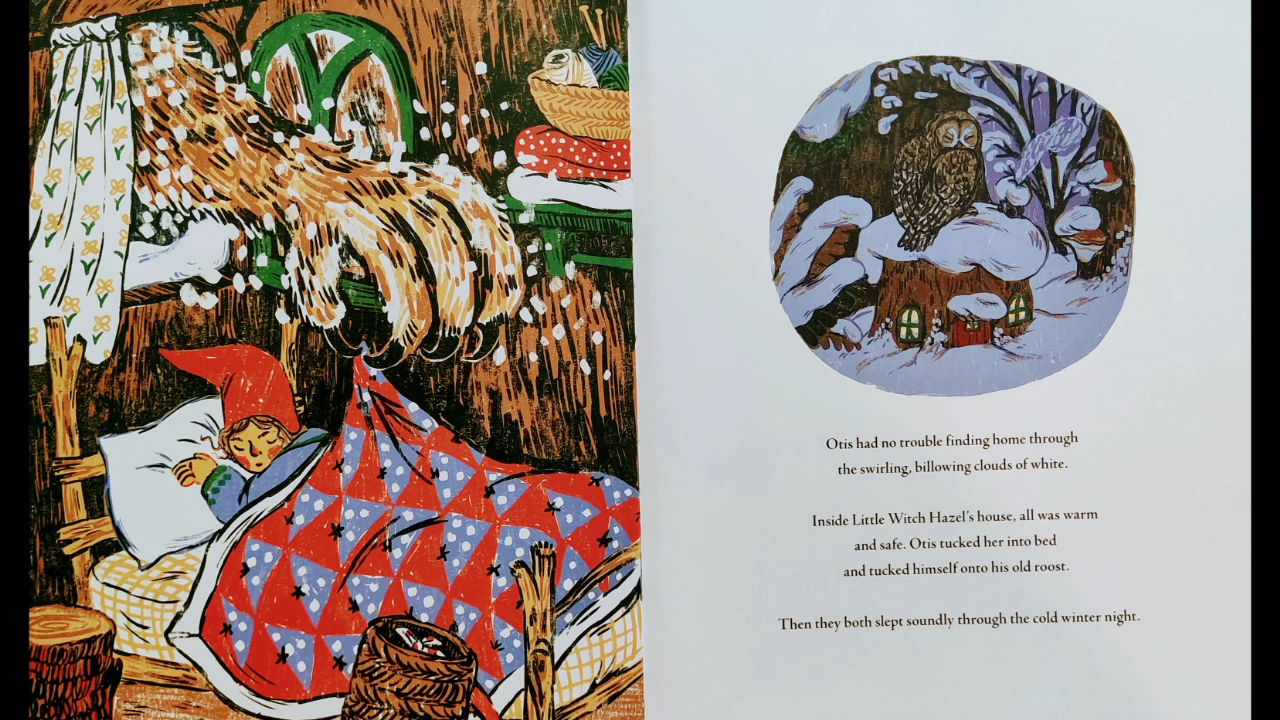 Otis had no trouble finding home through
the swirling, billowing clouds of white.
Inside Little Witch Hazel's house, all was warm
and safe. Otis tucked her into bed
and tucked himself onto his old roost.
Then they both slept soundly through the cold winter night.